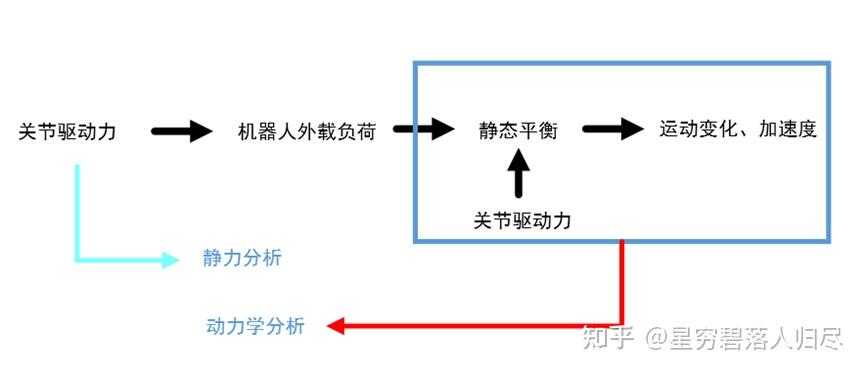 关节驱动力
机器人外载负荷
静态平衡
运动变化、加速度
关节驱动力
静力分析
动力学分析
知乎 @星穷碧落人归尽